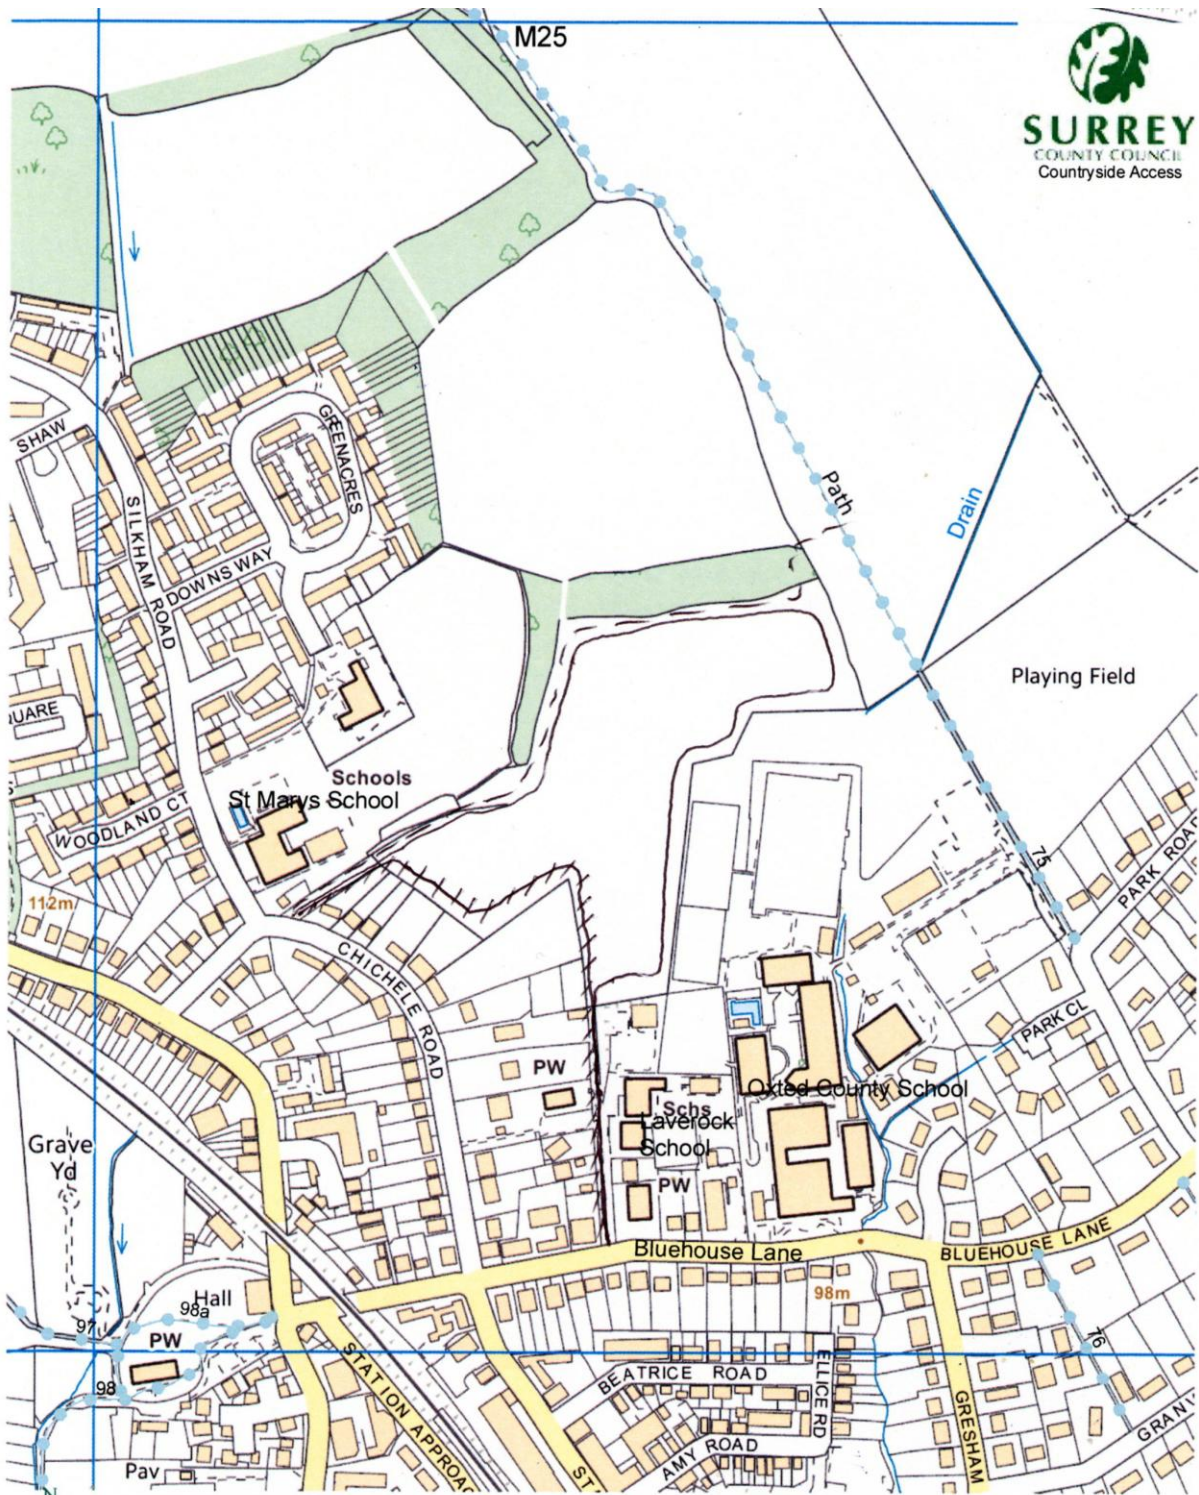 M25
SURREY
COUNTY COUNCIL
Countryside Access
SHAW
GREENACRES
SILKHAM ROAD
DOWNS WAY
Path
Drain
Playing Field
UARE
Schools
St Marys School
WOODLAND CT
112m
75
PARK ROAD
CHICHELE ROAD
PARK CL
PW
Oxted County School
Schs
Laverock
School
PW
Grave
Yd
Bluehouse Lane
BLUEHOUSE LANE
98m
Hall
98a
97
PW
98
76
STATION APPROAC
BEATRICE ROAD
ELLICE RD
GRESHAM
AMY ROAD
GRANV
ST
Pav